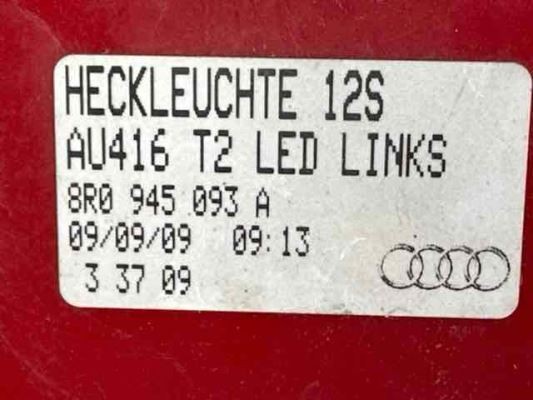 HECKLEUCHTE 12S
AU416 T2 LED LINKS
8R0 945 093 A
09/09/09 09:13
3 37 09